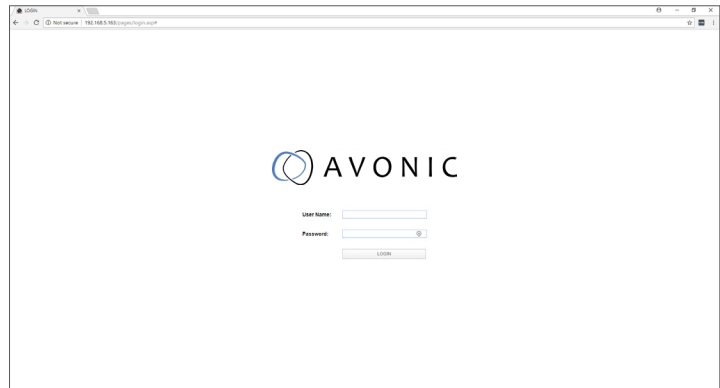 LOGIN
Not secure | 192.168.5.163/pages/login.asp#
AVONIC
User Name:
Password:
LOGIN